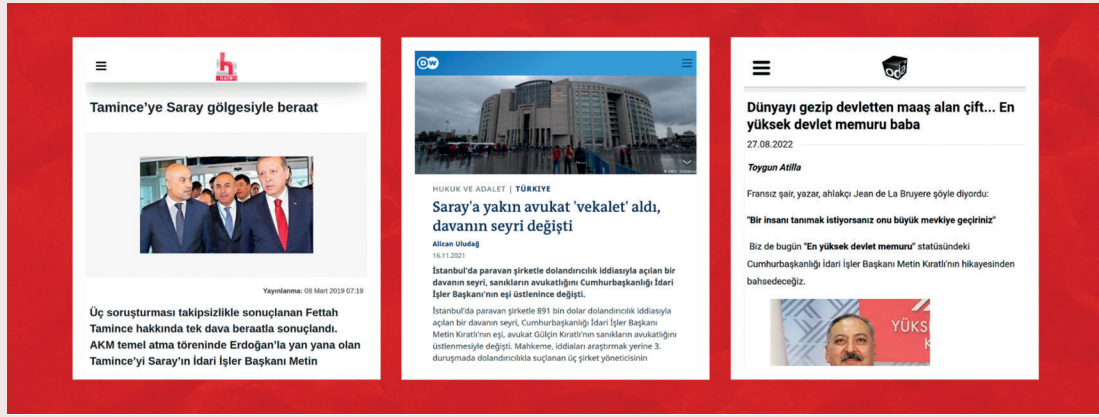 h
Tamince’ye Saray gölgesiyle beraat
Yayınlanma: 08 Mart 2019 07:19
Üç soruşturması takipsizlikle sonuçlanan Fettah
Tamince hakkında tek dava beraatla sonuçlandı.
AKM temel atma töreninde Erdoğan’la yan yana olan
Tamince’yi Saray’ın İdari İşler Başkanı Metin
DW
HUKUK VE ADALET | TÜRKIYE
Saray'a yakın avukat 'vekalet' aldı,
davanın seyri değişti
Alican Uludağ
16.11.2021
İstanbul'da paravan şirketle dolandırıcılık iddiasıyla açılan bir
davanın seyri, sanıkların avukatlığını Cumhurbaşkanlığı İdari
İşler Başkanı'nın eşi üstlenince değişti.
İstanbul'da paravan şirketle 891 bin dolar dolandırıcılık iddiasıyla
açılan bir davanın seyri, Cumhurbaşkanlığı İdari İşler Başkanı
Metin Kıratlı'nın eşi, avukat Gülçin Kıratlı'nın sanıkların avukatlığını
üstlenmesiyle değişti. Mahkeme, iddiaları araştırmak yerine 3.
duruşmada dolandırıcılıkla suçlanan üç şirket yöneticisinin
oda
Dünyayı gezip devletten maaş alan çift... En
yüksek devlet memuru baba
27.08.2022
Toygun Atilla
Fransız şair, yazar, ahlakçı Jean de La Bruyere şöyle diyordu:
"Bir insanı tanımak istiyorsanız onu büyük mevkiye geçiriniz"
Biz de bugün "En yüksek devlet memuru" statüsündeki
Cumhurbaşkanlığı İdari İşler Başkanı Metin Kıratlı'nın hikayesinden
bahsedeceğiz.
YÜKS
K